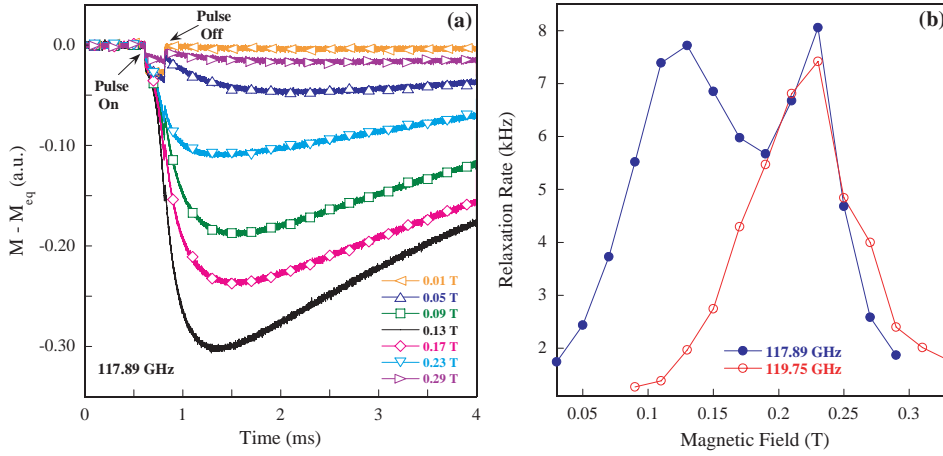 (a)
Pulse
Off
Pulse
On
0.0
-0.10
-0.20
-0.30
M - Meq (a.u.)
0.01 T
0.05 T
0.09 T
0.13 T
0.17 T
0.23 T
0.29 T
117.89 GHz
0 1 2 3 4
Time (ms)
(b)
8
7
6
5
4
3
2
Relaxation Rate (kHz)
117.89 GHz
119.75 GHz
0.05 0.1 0.15 0.2 0.25 0.3
Magnetic Field (T)